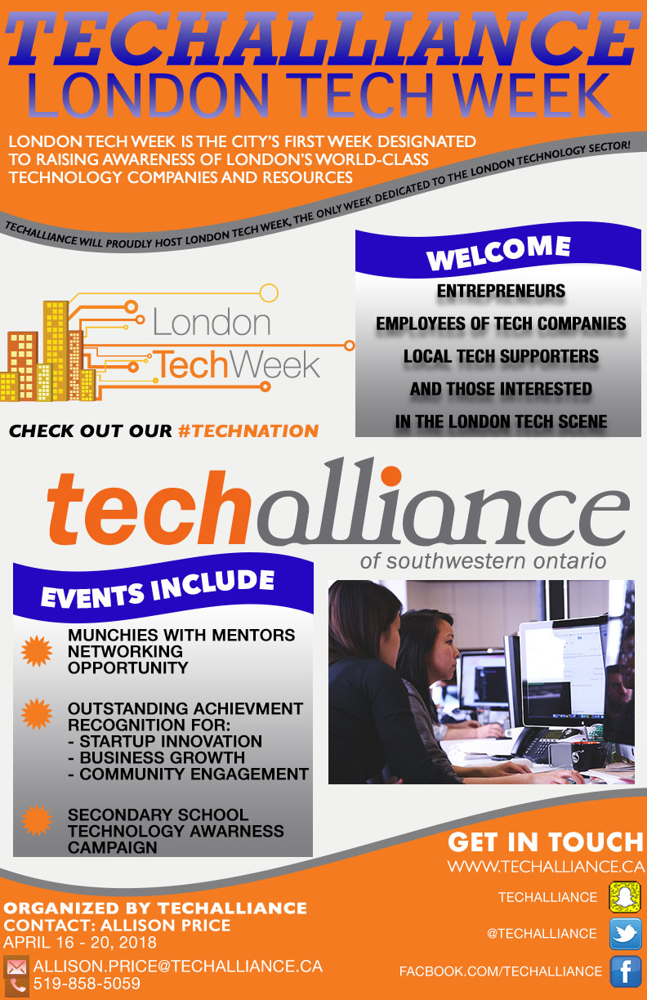 TECHALLIANCE
LONDON TECH WEEK
LONDON TECH WEEK IS THE CITY'S FIRST WEEK DESIGNATED
TO RAISING AWARENESS OF LONDON'S WORLD-CLASS
TECHNOLOGY COMPANIES AND RESOURCES
TECHALLIANCE WILL PROUDLY HOST LONDON TECH WEEK, THE ONLY WEEK DEDICATED TO THE LONDON TECHNOLOGY SECTOR!
London
TechWeek
CHECK OUT OUR #TECHNATION
WELCOME
ENTREPRENEURS
EMPLOYEES OF TECH COMPANIES
LOCAL TECH SUPPORTERS
AND THOSE INTERESTED
IN THE LONDON TECH SCENE
techalliance
of southwestern ontario
EVENTS INCLUDE
MUNCHIES WITH MENTORS
NETWORKING
OPPORTUNITY
OUTSTANDING ACHIEVMENT
RECOGNITION FOR:
- STARTUP INNOVATION
- BUSINESS GROWTH
- COMMUNITY ENGAGEMENT
SECONDARY SCHOOL
TECHNOLOGY AWARNESS
CAMPAIGN
GET IN TOUCH
WWW.TECHALLIANCE.CA
TECHALLIANCE
@TECHALLIANCE
FACBOOK.COM/TECHALLIANCE
ORGANIZED BY TECHALLIANCE
CONTACT: ALLISON PRICE
APRIL 16 - 20, 2018
ALLISON.PRICE@TECHALLIANCE.CA
519-858-5059